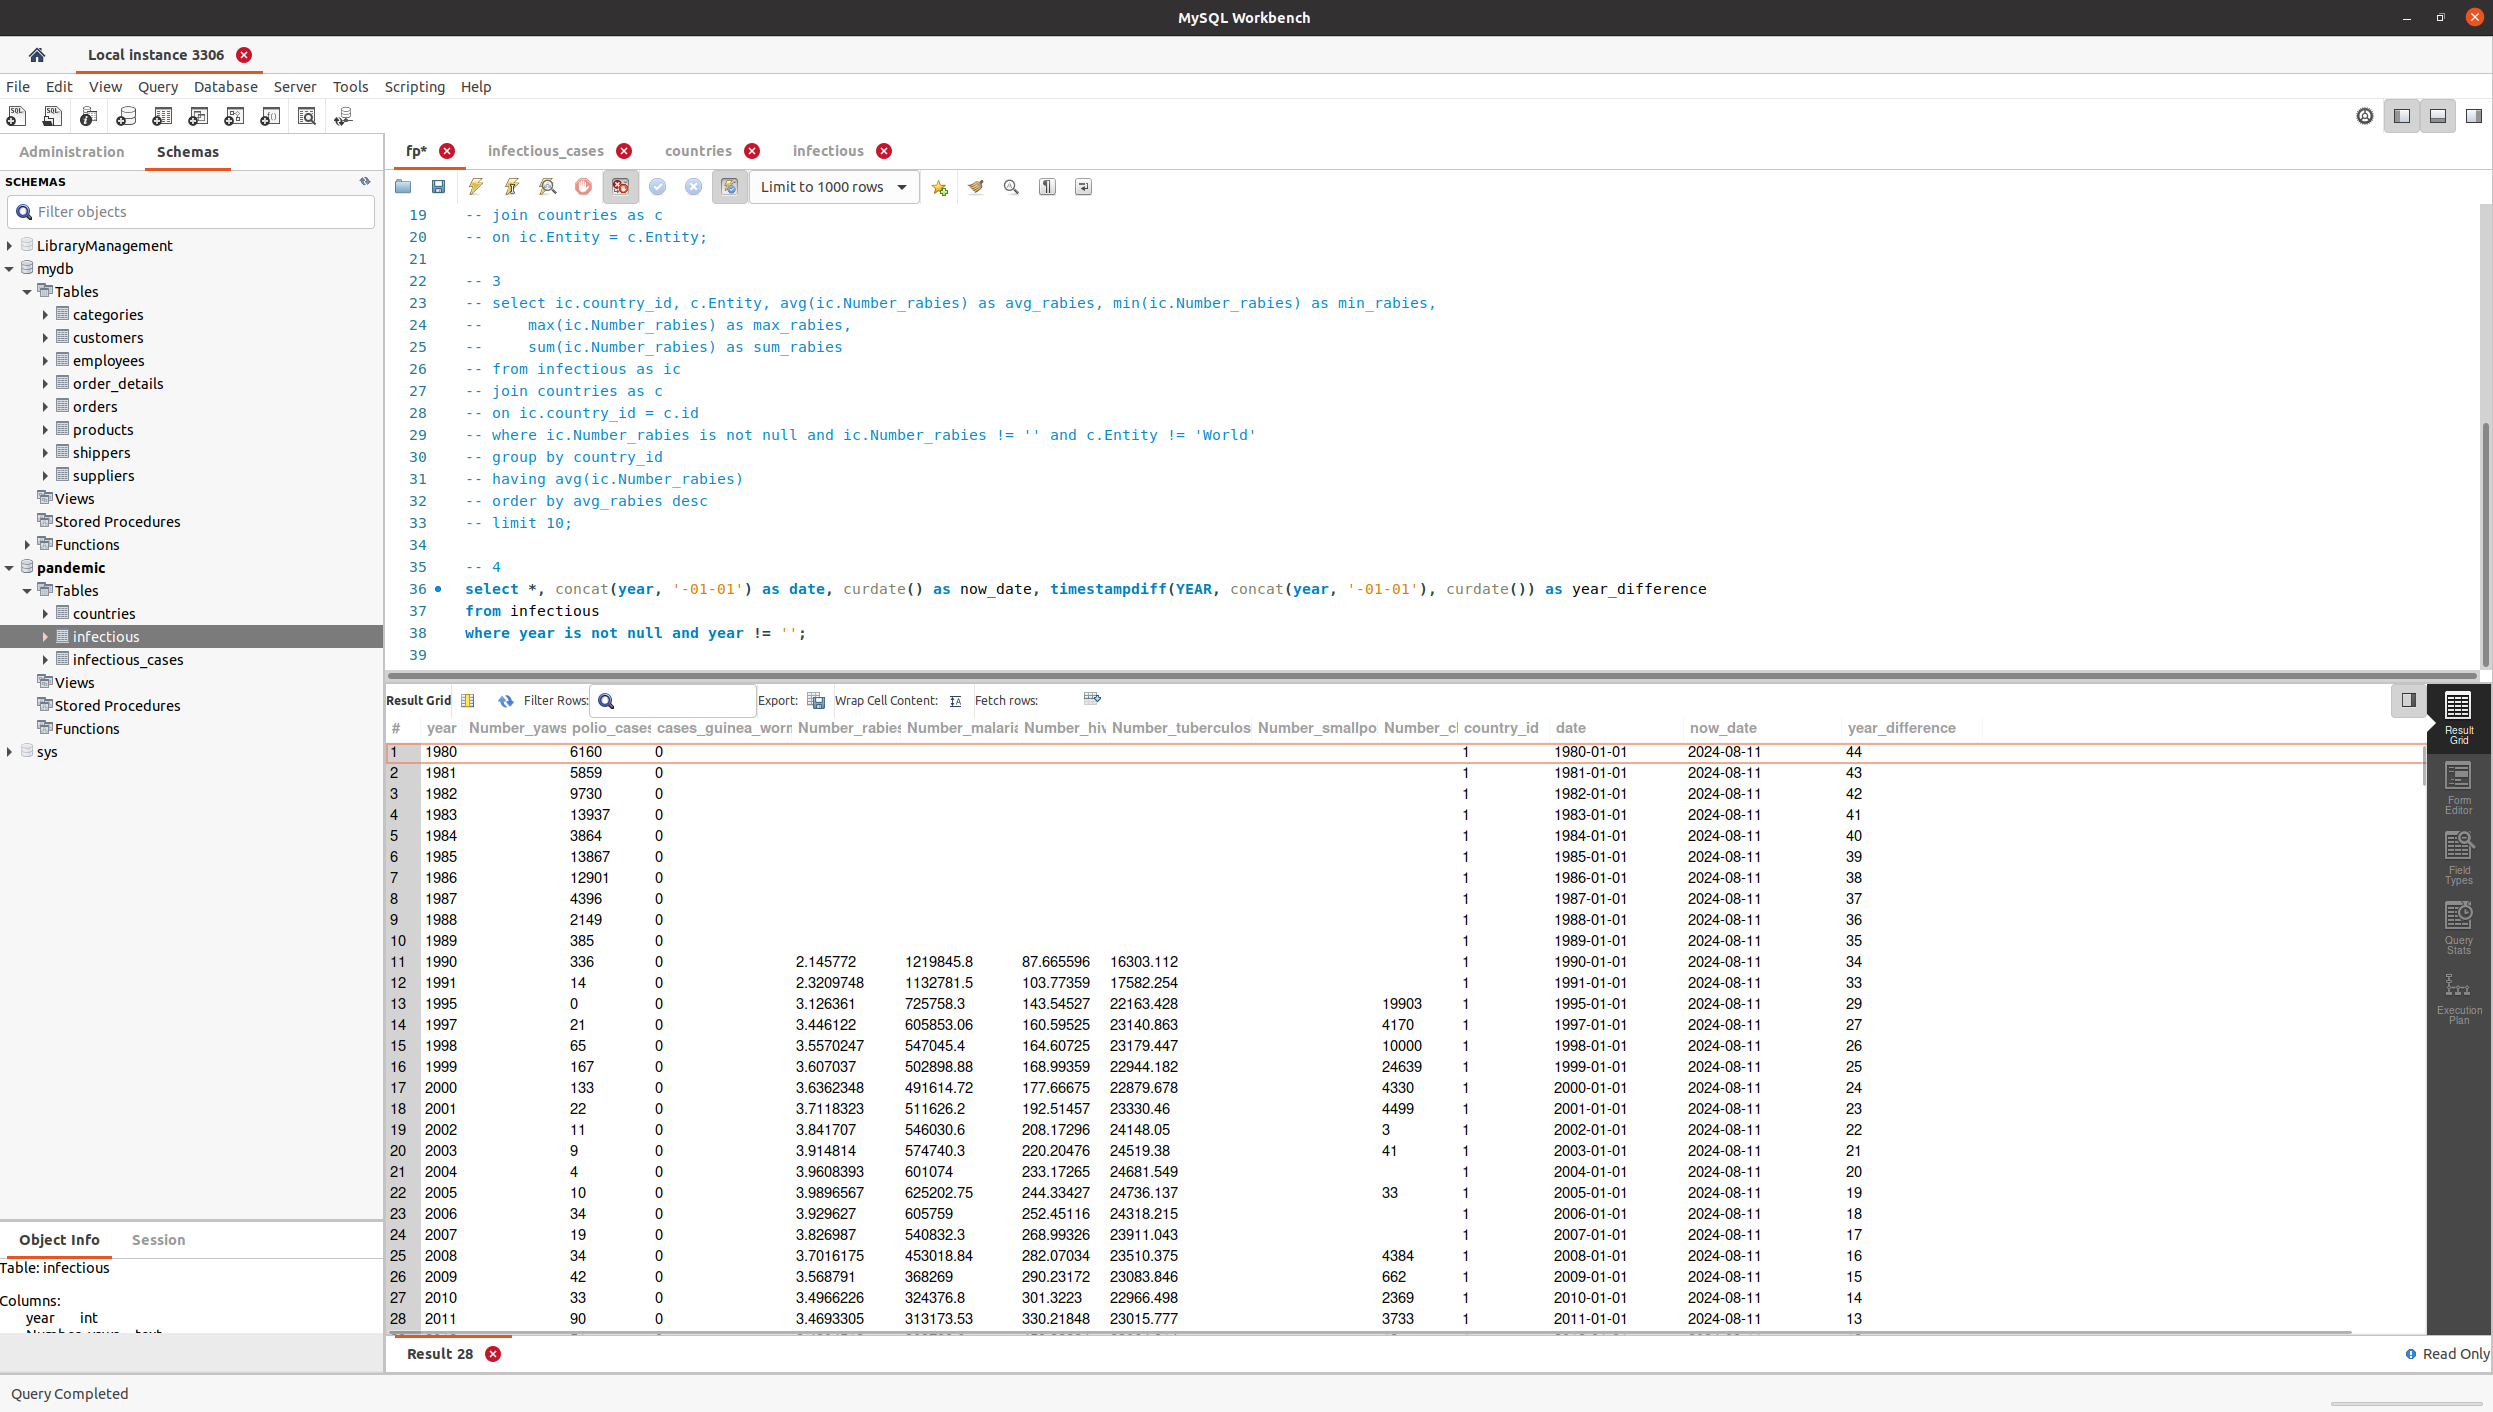 MySQL Workbench
Local instance 3306
File Edit View Query Database Server Tools Scripting Help
Administration Schemas
SCHEMAS
Filter objects
LibraryManagement
mydb
Tables
categories
customers
employees
order_details
orders
products
shippers
suppliers
Views
Stored Procedures
Functions
pandemic
Tables
countries
infectious
infectious_cases
Views
Stored Procedures
Functions
sys
Object Info Session
Table: infectious
Columns:
year int
fp* infectious_cases countries infectious
Limit to 1000 rows
19 -- join countries as c
20 -- on ic.Entity = c.Entity;
21
22 -- 3
23 -- select ic.country_id, c.Entity, avg(ic.Number_rabies) as avg_rabies, min(ic.Number_rabies) as min_rabies,
24 -- max(ic.Number_rabies) as max_rabies,
25 -- sum(ic.Number_rabies) as sum_rabies
26 -- from infectious as ic
27 -- join countries as c
28 -- on ic.country_id = c.id
29 -- where ic.Number_rabies is not null and ic.Number_rabies != '' and c.Entity != 'World'
30 -- group by country_id
31 -- having avg(ic.Number_rabies)
32 -- order by avg_rabies desc
33 -- limit 10;
34
35 -- 4
36 select *, concat(year, '-01-01') as date, curdate() as now_date, timestampdiff(YEAR, concat(year, '-01-01'), curdate()) as year_difference
37 from infectious
38 where year is not null and year != '';
39
Result Grid Filter Rows: Export: Wrap Cell Content: Fetch rows:
# year Number_yaws polio_cases cases_guinea_worn Number_rabies Number_malaria Number_hiv Number_tuberculos Number_smallpo Number_cl country_id date now_date year_difference
1 1980 6160 0 1 1980-01-01 2024-08-11 44
2 1981 5859 0 1 1981-01-01 2024-08-11 43
3 1982 9730 0 1 1982-01-01 2024-08-11 42
4 1983 13937 0 1 1983-01-01 2024-08-11 41
5 1984 3864 0 1 1984-01-01 2024-08-11 40
6 1985 13867 0 1 1985-01-01 2024-08-11 39
7 1986 12901 0 1 1986-01-01 2024-08-11 38
8 1987 4396 0 1 1987-01-01 2024-08-11 37
9 1988 2149 0 1 1988-01-01 2024-08-11 36
10 1989 385 0 1 1989-01-01 2024-08-11 35
11 1990 336 0 2.145772 1219845.8 87.665596 16303.112 1 1990-01-01 2024-08-11 34
12 1991 14 0 2.3209748 1132781.5 103.77359 17582.254 1 1991-01-01 2024-08-11 33
13 1995 0 0 3.126361 725758.3 143.54527 22163.428 19903 1 1995-01-01 2024-08-11 29
14 1997 21 0 3.446122 605853.06 160.59525 23140.863 4170 1 1997-01-01 2024-08-11 27
15 1998 65 0 3.5570247 547045.4 164.60725 23179.447 10000 1 1998-01-01 2024-08-11 26
16 1999 167 0 3.607037 502898.88 168.99359 22944.182 24639 1 1999-01-01 2024-08-11 25
17 2000 133 0 3.6362348 491614.72 177.66675 22879.678 4330 1 2000-01-01 2024-08-11 24
18 2001 22 0 3.7118323 511626.2 192.51457 23330.46 4499 1 2001-01-01 2024-08-11 23
19 2002 11 0 3.841707 546030.6 208.17296 24148.05 3 1 2002-01-01 2024-08-11 22
20 2003 9 0 3.914814 574740.3 220.20476 24519.38 41 1 2003-01-01 2024-08-11 21
21 2004 4 0 3.9608393 601074 233.17265 24681.549 1 2004-01-01 2024-08-11 20
22 2005 10 0 3.9896567 625202.75 244.33427 24736.137 33 1 2005-01-01 2024-08-11 19
23 2006 34 0 3.929627 605759 252.45116 24318.215 1 2006-01-01 2024-08-11 18
24 2007 19 0 3.826987 540832.3 268.99326 23911.043 1 2007-01-01 2024-08-11 17
25 2008 34 0 3.7016175 453018.84 282.07034 23510.375 4384 1 2008-01-01 2024-08-11 16
26 2009 42 0 3.568791 368269 290.23172 23083.846 662 1 2009-01-01 2024-08-11 15
27 2010 33 0 3.4966226 324376.8 301.3223 22966.498 2369 1 2010-01-01 2024-08-11 14
28 2011 90 0 3.4693305 313173.53 330.21848 23015.777 3733 1 2011-01-01 2024-08-11 13
Result Grid
Form Editor
Field Types
Query Stats
Execution Plan
Result 28
Read Only
Query Completed